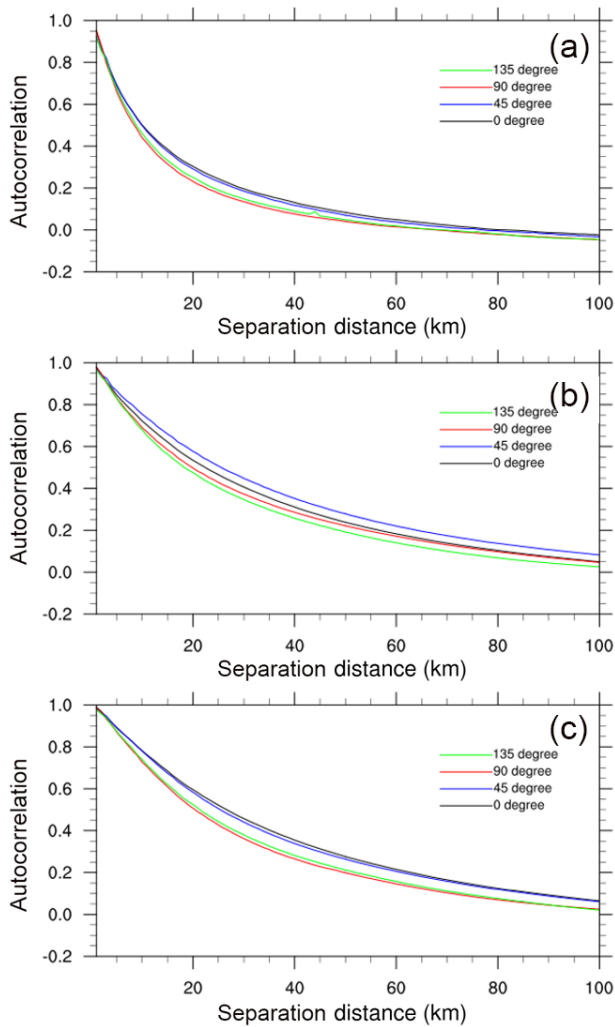 (a)
1.0
0.8
0.6
0.4
0.2
0.0
-0.2
Autocorrelation
135 degree
90 degree
45 degree
0 degree
20 40 60 80 100
Separation distance (km)
(b)
1.0
0.8
0.6
0.4
0.2
0.0
-0.2
Autocorrelation
135 degree
90 degree
45 degree
0 degree
20 40 60 80 100
Separation distance (km)
(c)
1.0
0.8
0.6
0.4
0.2
0.0
-0.2
Autocorrelation
135 degree
90 degree
45 degree
0 degree
20 40 60 80 100
Separation distance (km)